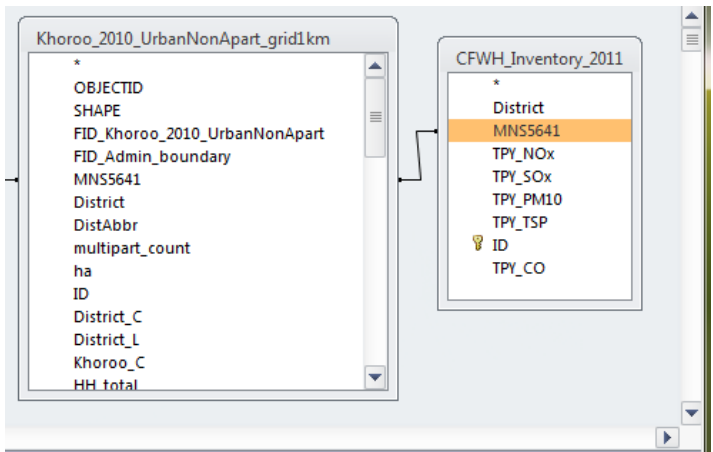 Khoroo_2010_UrbanNonApart_grid1km
*
OBJECTID
SHAPE
FID_Khoroo_2010_UrbanNonApart
FID_Admin_boundary
MNS5641
District
DistAbbr
multipart_count
ha
ID
District_C
District_L
Khoroo_C
HH_total
CFWH_Inventory_2011
*
District
MNS5641
TPY_NOx
TPY_SOx
TPY_PM10
TPY_TSP
ID
TPY_CO